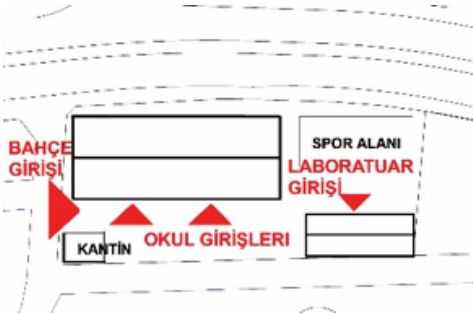 BAHÇE
GİRİŞİ
SPOR ALANI
LABORATUAR
GİRİŞİ
KANTİN
OKUL GİRİŞLERI